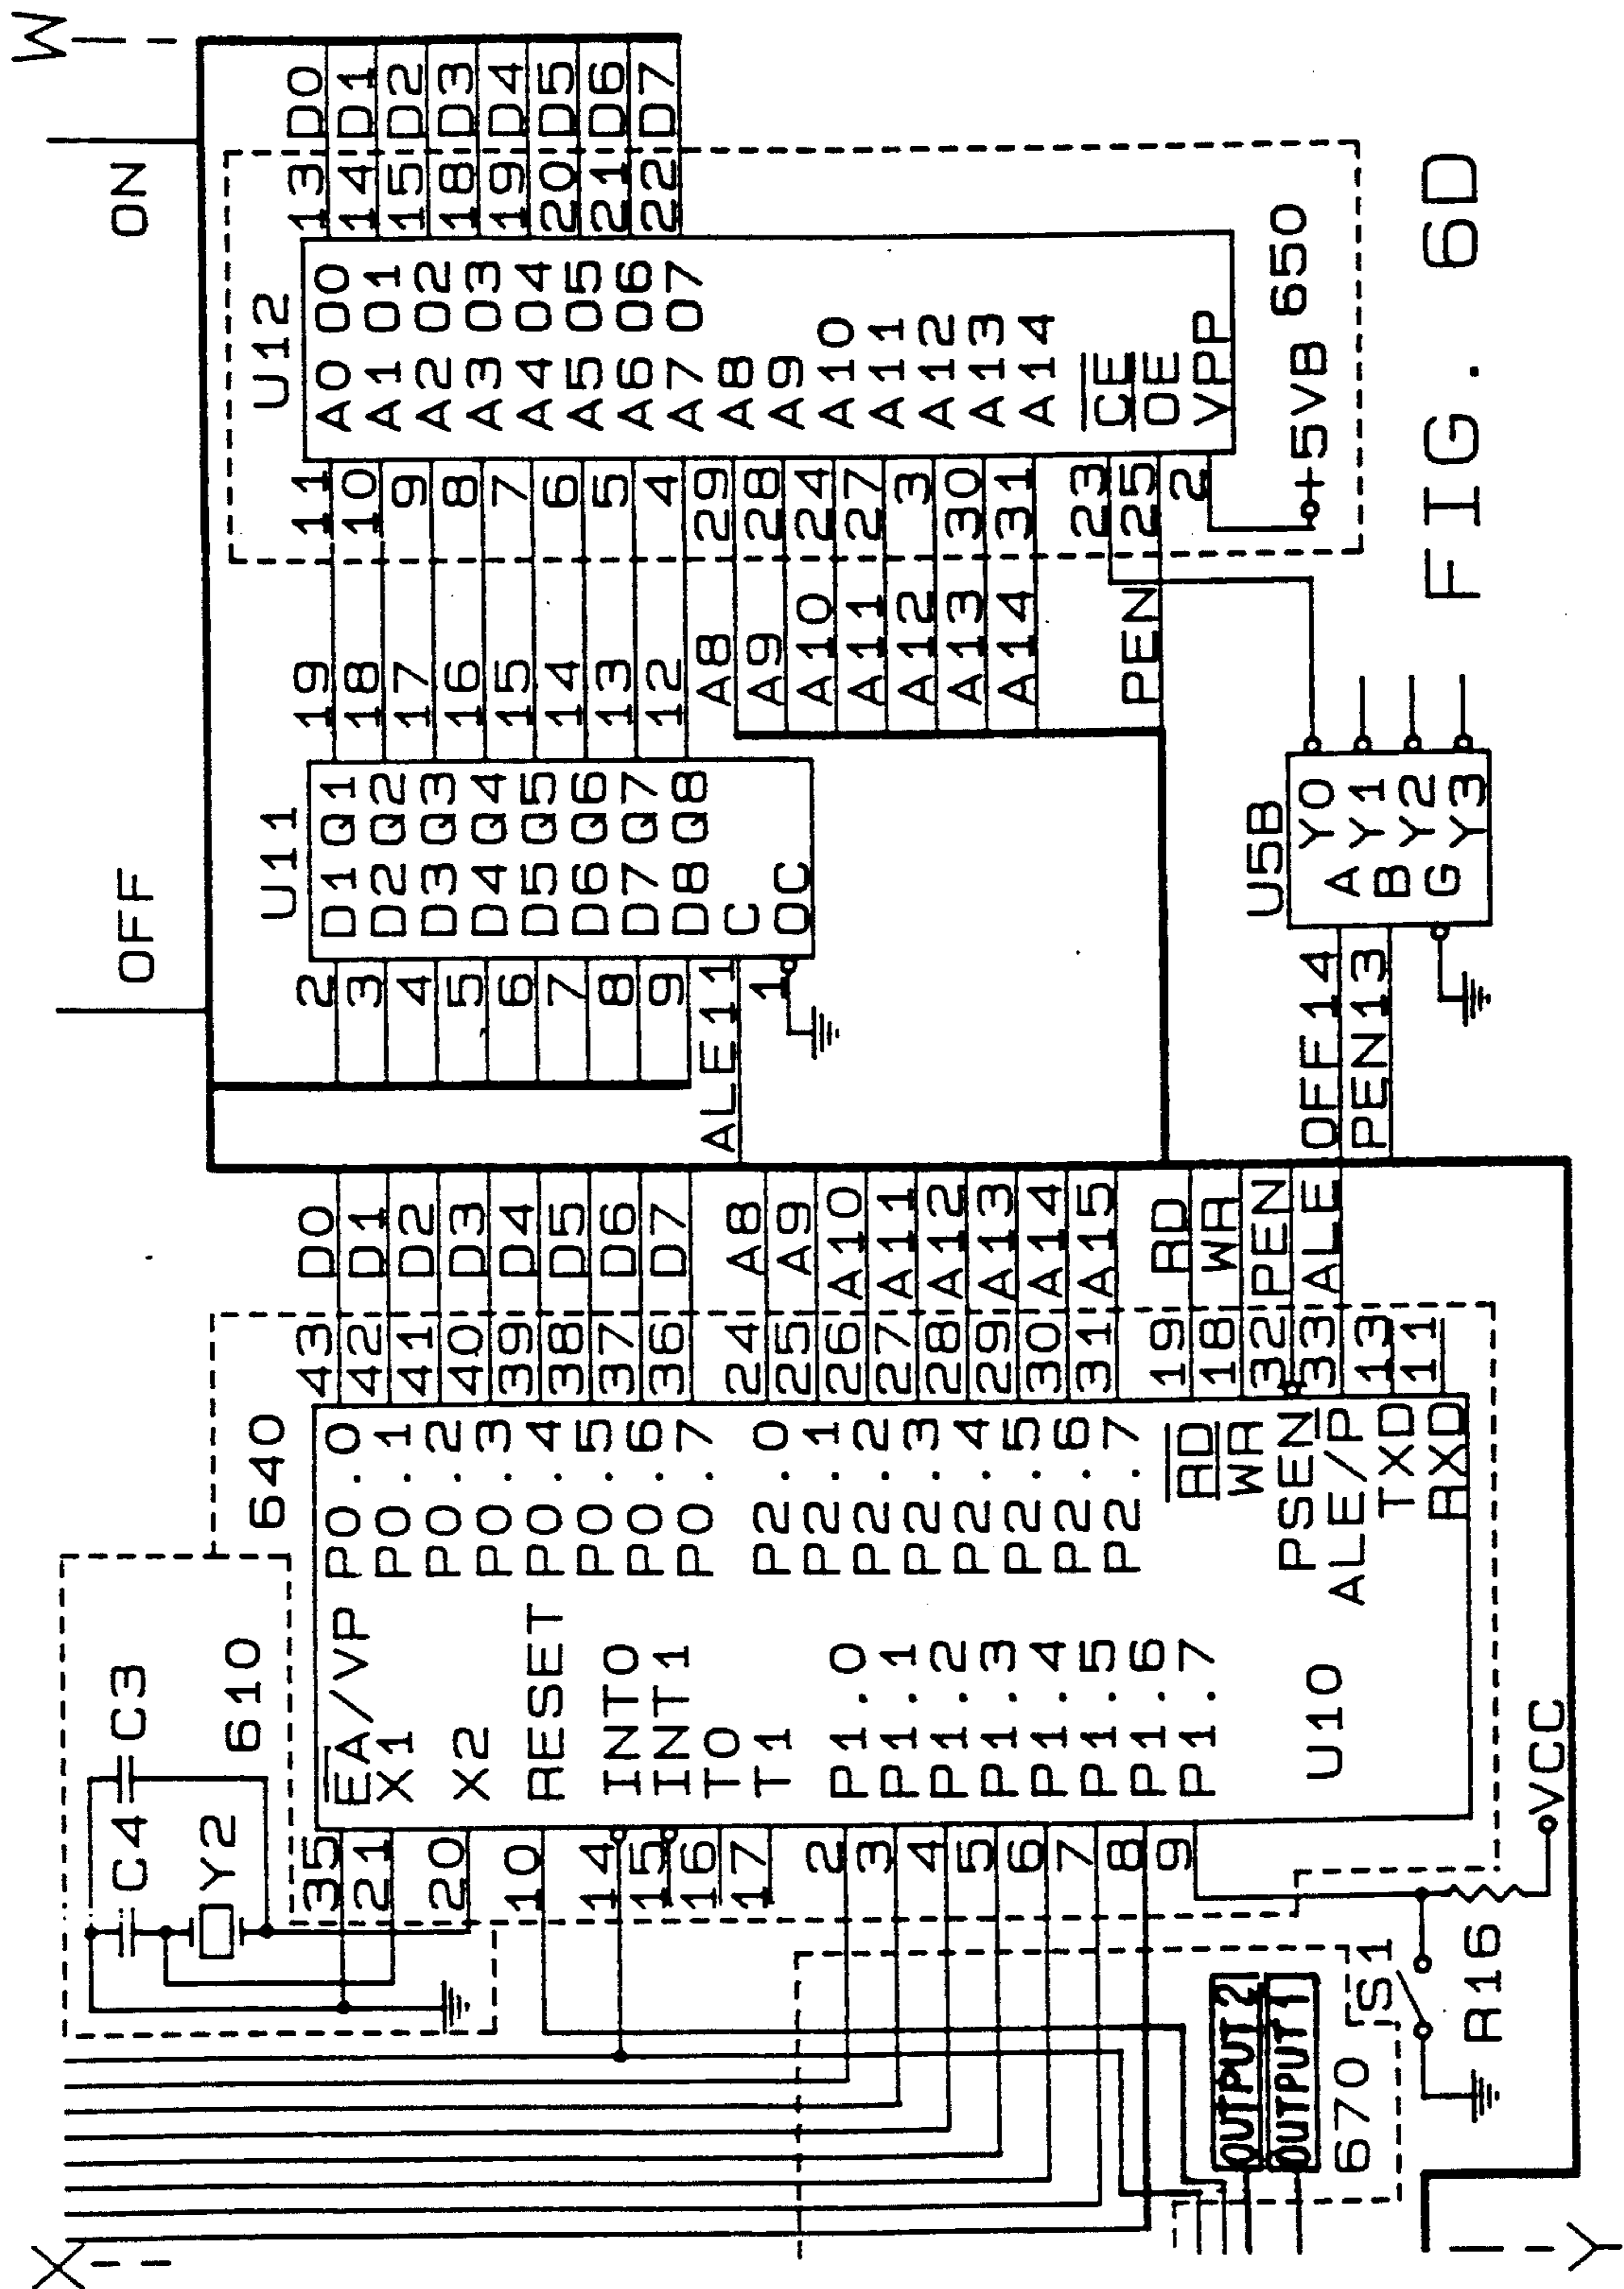 W
ON
OFF
X
Y
610
C3
C4
Y2
640
35 EA/VP
21 X1
20 X2
10 RESET
14 INT0
15 INT1
16 T0
17 T1
2 P1.0
3 P1.1
4 P1.2
5 P1.3
6 P1.4
7 P1.5
8 P1.6
9 P1.7
U10
P0.0 43 D0
P0.1 42 D1
P0.2 41 D2
P0.3 40 D3
P0.4 39 D4
P0.5 38 D5
P0.6 37 D6
P0.7 36 D7
P2.0 24 A8
P2.1 25 A9
P2.2 26 A10
P2.3 27 A11
P2.4 28 A12
P2.5 29 A13
P2.6 30 A14
P2.7 31 A15
RD 19 RD
WR 18 WR
PSEN 32 PEN
ALE/P 33 ALE
TXD 13
RXD 11
OUTPUT2
OUTPUT1
670
S1
R16
VCC
U11
2 D1 Q1 19
3 D2 Q2 18
4 D3 Q3 17
5 D4 Q4 16
6 D5 Q5 15
7 D6 Q6 14
8 D7 Q7 13
9 D8 Q8 12
ALE 11 C
1 OC
U12
11 A0 O0 13 D0
10 A1 O1 14 D1
9 A2 O2 15 D2
8 A3 O3 18 D3
7 A4 O4 19 D4
6 A5 O5 20 D5
5 A6 O6 21 D6
4 A7 O7 22 D7
A8 29 A8
A9 28 A9
A10 24 A10
A11 27 A11
A12 3 A12
A13 30 A13
A14 31 A14
23 CE
PEN 25 OE
2 VPP
+5VB 650
U5B
Y0
OFF 14 A Y1
PEN 13 B Y2
G Y3
FIG. 6D